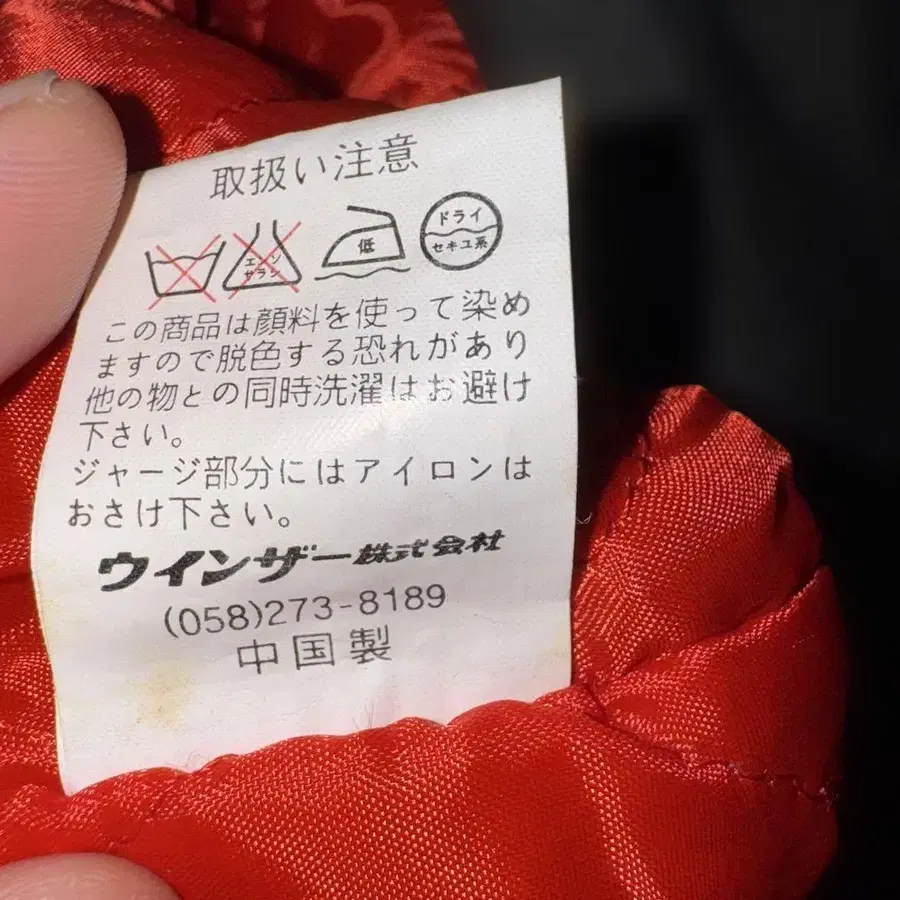 取扱い注意
エンソ
サラシ
低
ドライ
セキユ系
この商品は顔料を使って染め
ますので脱色する恐れがあり
他の物との同時洗濯はお避け
下さい。
ジャージ部分にはアイロンは
おさけ下さい。
ウインザー株式会社
(058)273-8189
中国製